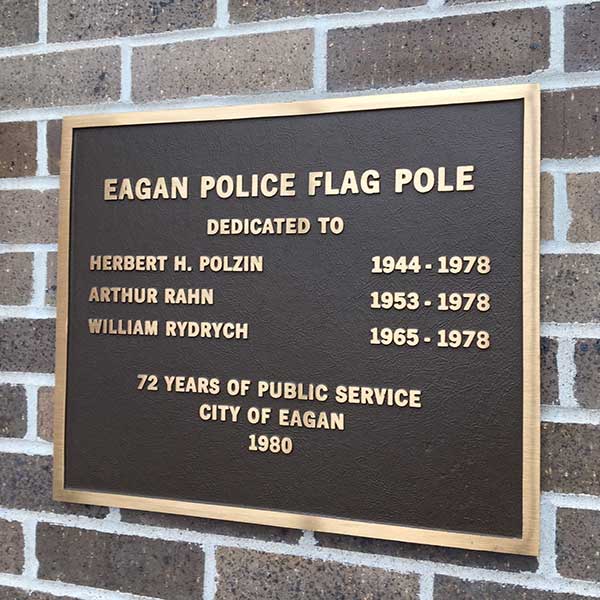 EAGAN POLICE FLAG POLE
DEDICATED TO
HERBERT H. POLZIN 1944 - 1978
ARTHUR RAHN 1953 - 1978
WILLIAM RYDRYCH 1965 - 1978
72 YEARS OF PUBLIC SERVICE
CITY OF EAGAN
1980